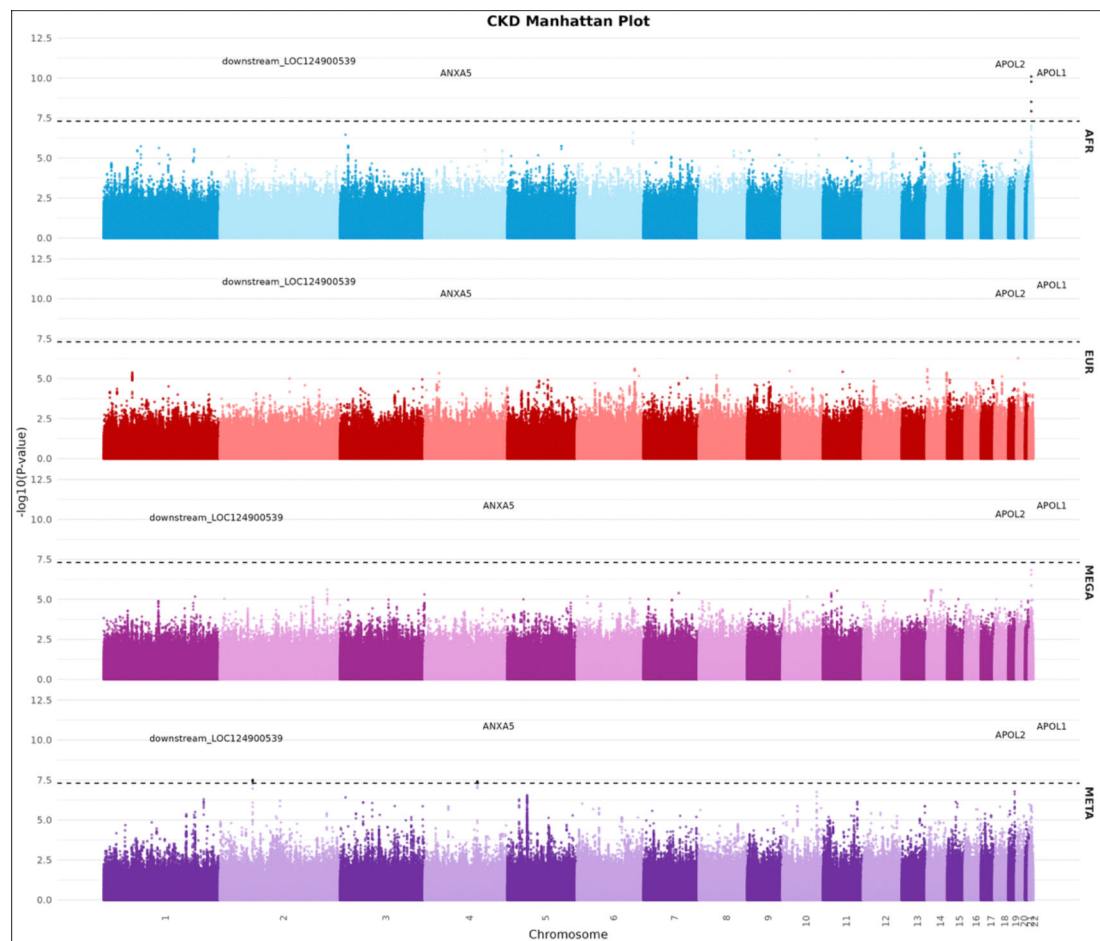 CKD Manhattan Plot
12.5
10.0
7.5
5.0
2.5
0.0
downstream_LOC124900539
ANXA5
APOL2
APOL1
AFR
12.5
10.0
7.5
5.0
2.5
0.0
downstream_LOC124900539
ANXA5
APOL2
APOL1
EUR
-log10(P-value)
12.5
10.0
7.5
5.0
2.5
0.0
downstream_LOC124900539
ANXA5
APOL2
APOL1
MEGA
12.5
10.0
7.5
5.0
2.5
0.0
downstream_LOC124900539
ANXA5
APOL2
APOL1
META
1 2 3 4 5 6 7 8 9 10 11 12 13 14 15 16 17 18 19 20 21 22
Chromosome